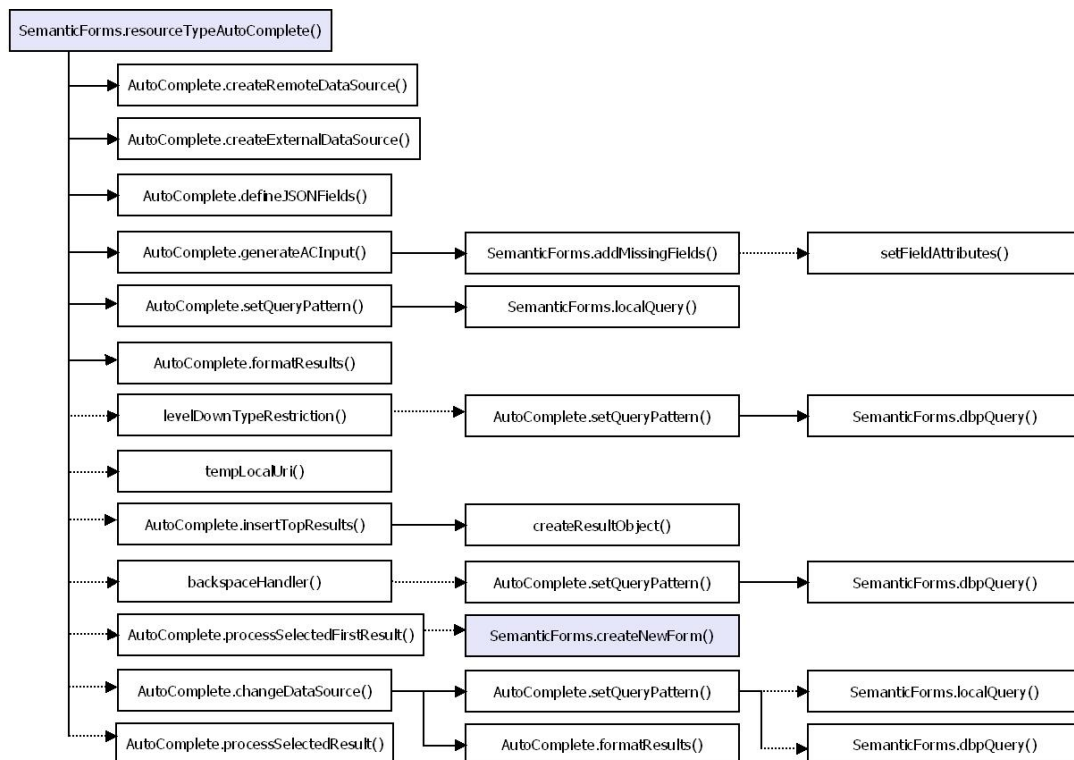 SemanticForms.resourceTypeAutoComplete()
AutoComplete.createRemoteDataSource()
AutoComplete.createExternalDataSource()
AutoComplete.defineJSONFields()
AutoComplete.generateACInput()
SemanticForms.addMissingFields()
setFieldAttributes()
AutoComplete.setQueryPattern()
SemanticForms.localQuery()
AutoComplete.formatResults()
levelDownTypeRestriction()
AutoComplete.setQueryPattern()
SemanticForms.dbpQuery()
tempLocalUri()
AutoComplete.insertTopResults()
createResultObject()
backspaceHandler()
AutoComplete.setQueryPattern()
SemanticForms.dbpQuery()
AutoComplete.processSelectedFirstResult()
SemanticForms.createNewForm()
AutoComplete.changeDataSource()
AutoComplete.setQueryPattern()
SemanticForms.localQuery()
AutoComplete.processSelectedResult()
AutoComplete.formatResults()
SemanticForms.dbpQuery()